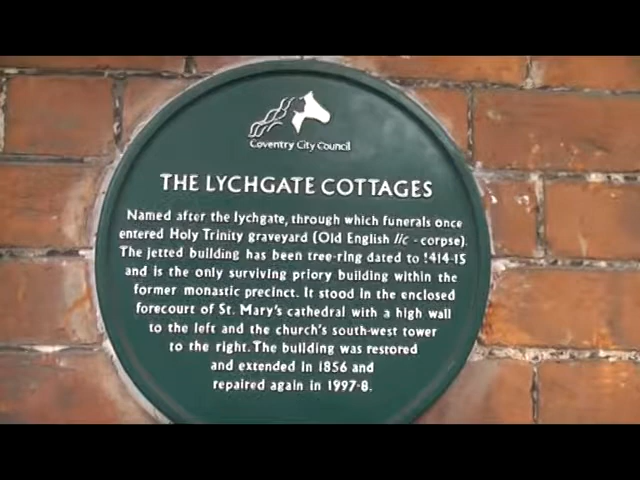 Coventry City Council
THE LYCHGATE COTTAGES
Named after the lychgate, through which funerals once
entered Holy Trinity graveyard (Old English lic - corpse).
The jetted building has been tree-ring dated to 1414-15
and is the only surviving priory building within the
former monastic precinct. It stood in the enclosed
forecourt of St. Mary's cathedral with a high wall
to the left and the church's south-west tower
to the right. The building was restored
and extended in 1856 and
repaired again in 1997-8.